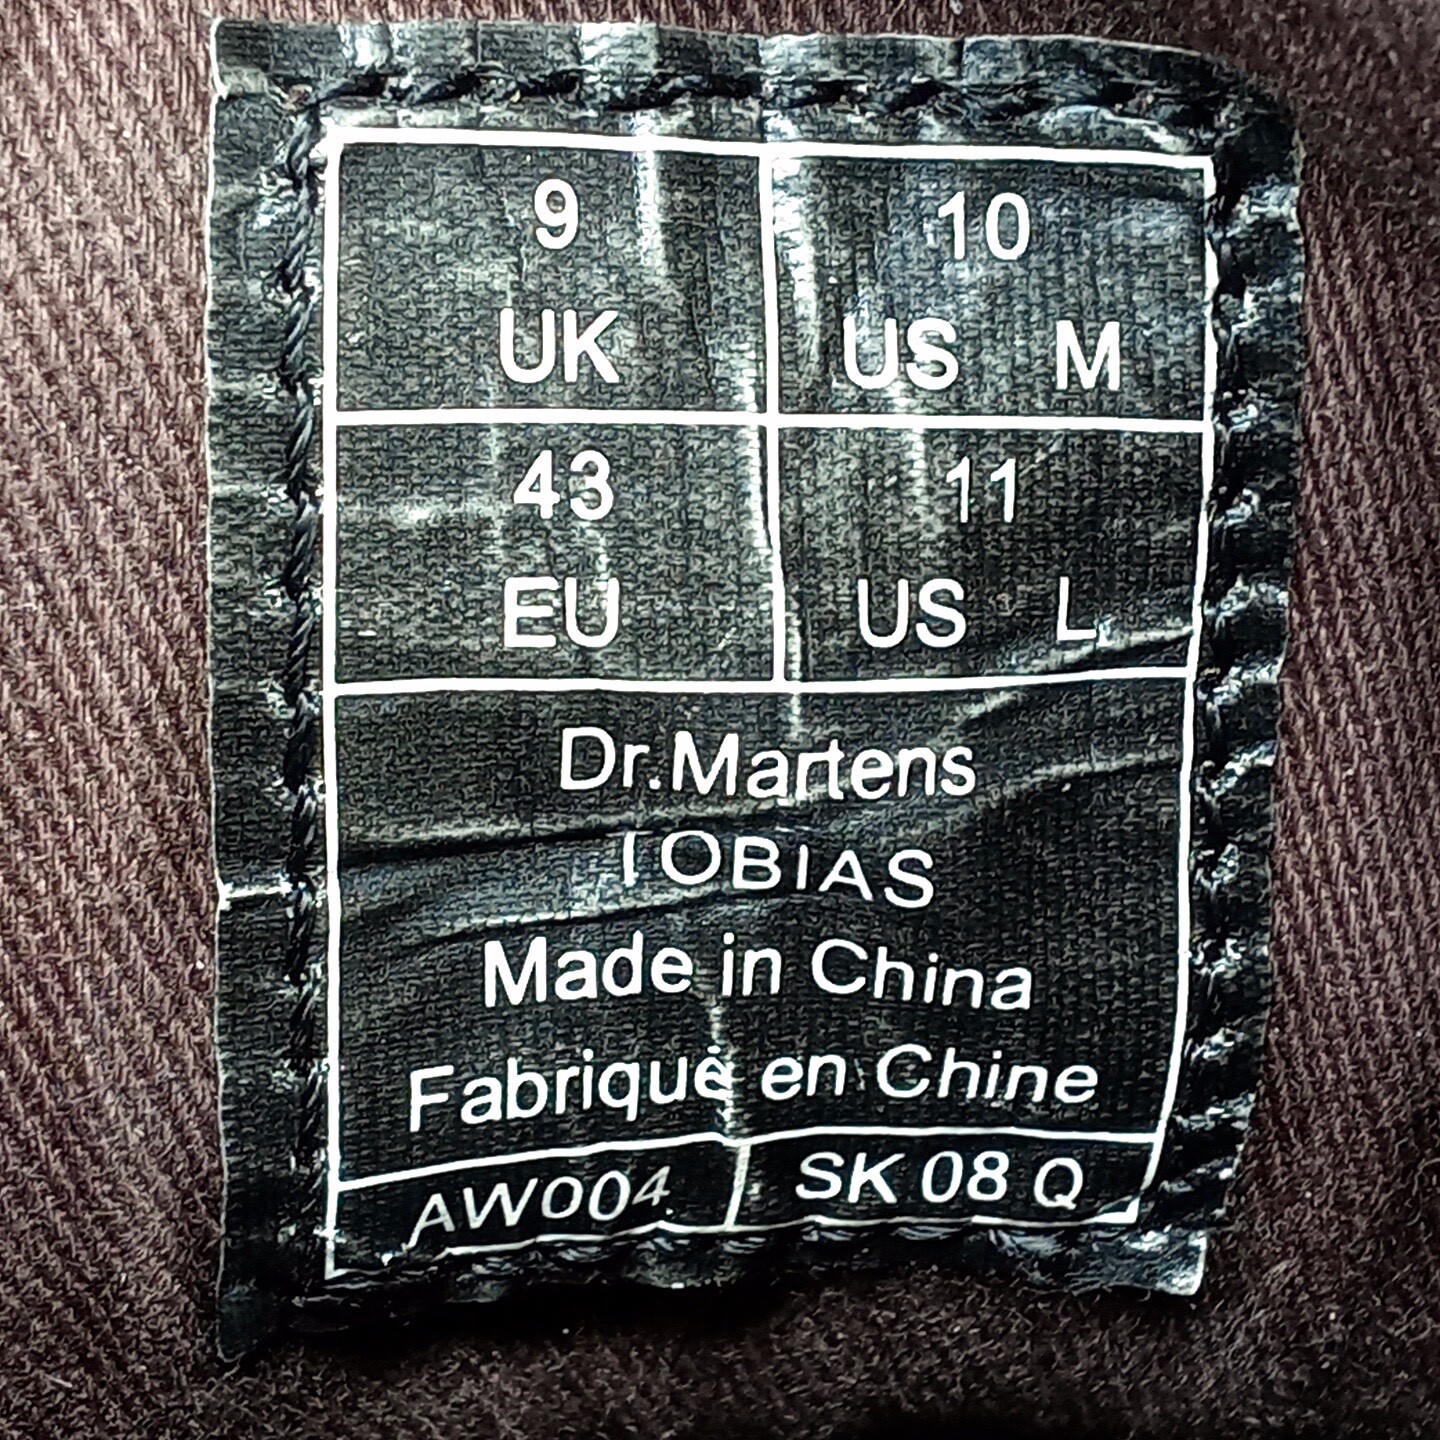 9
UK
10
US M
43
EU
11
US L
Dr.Martens
TOBIAS
Made in China
Fabriqué en Chine
AW004
SK 08 Q